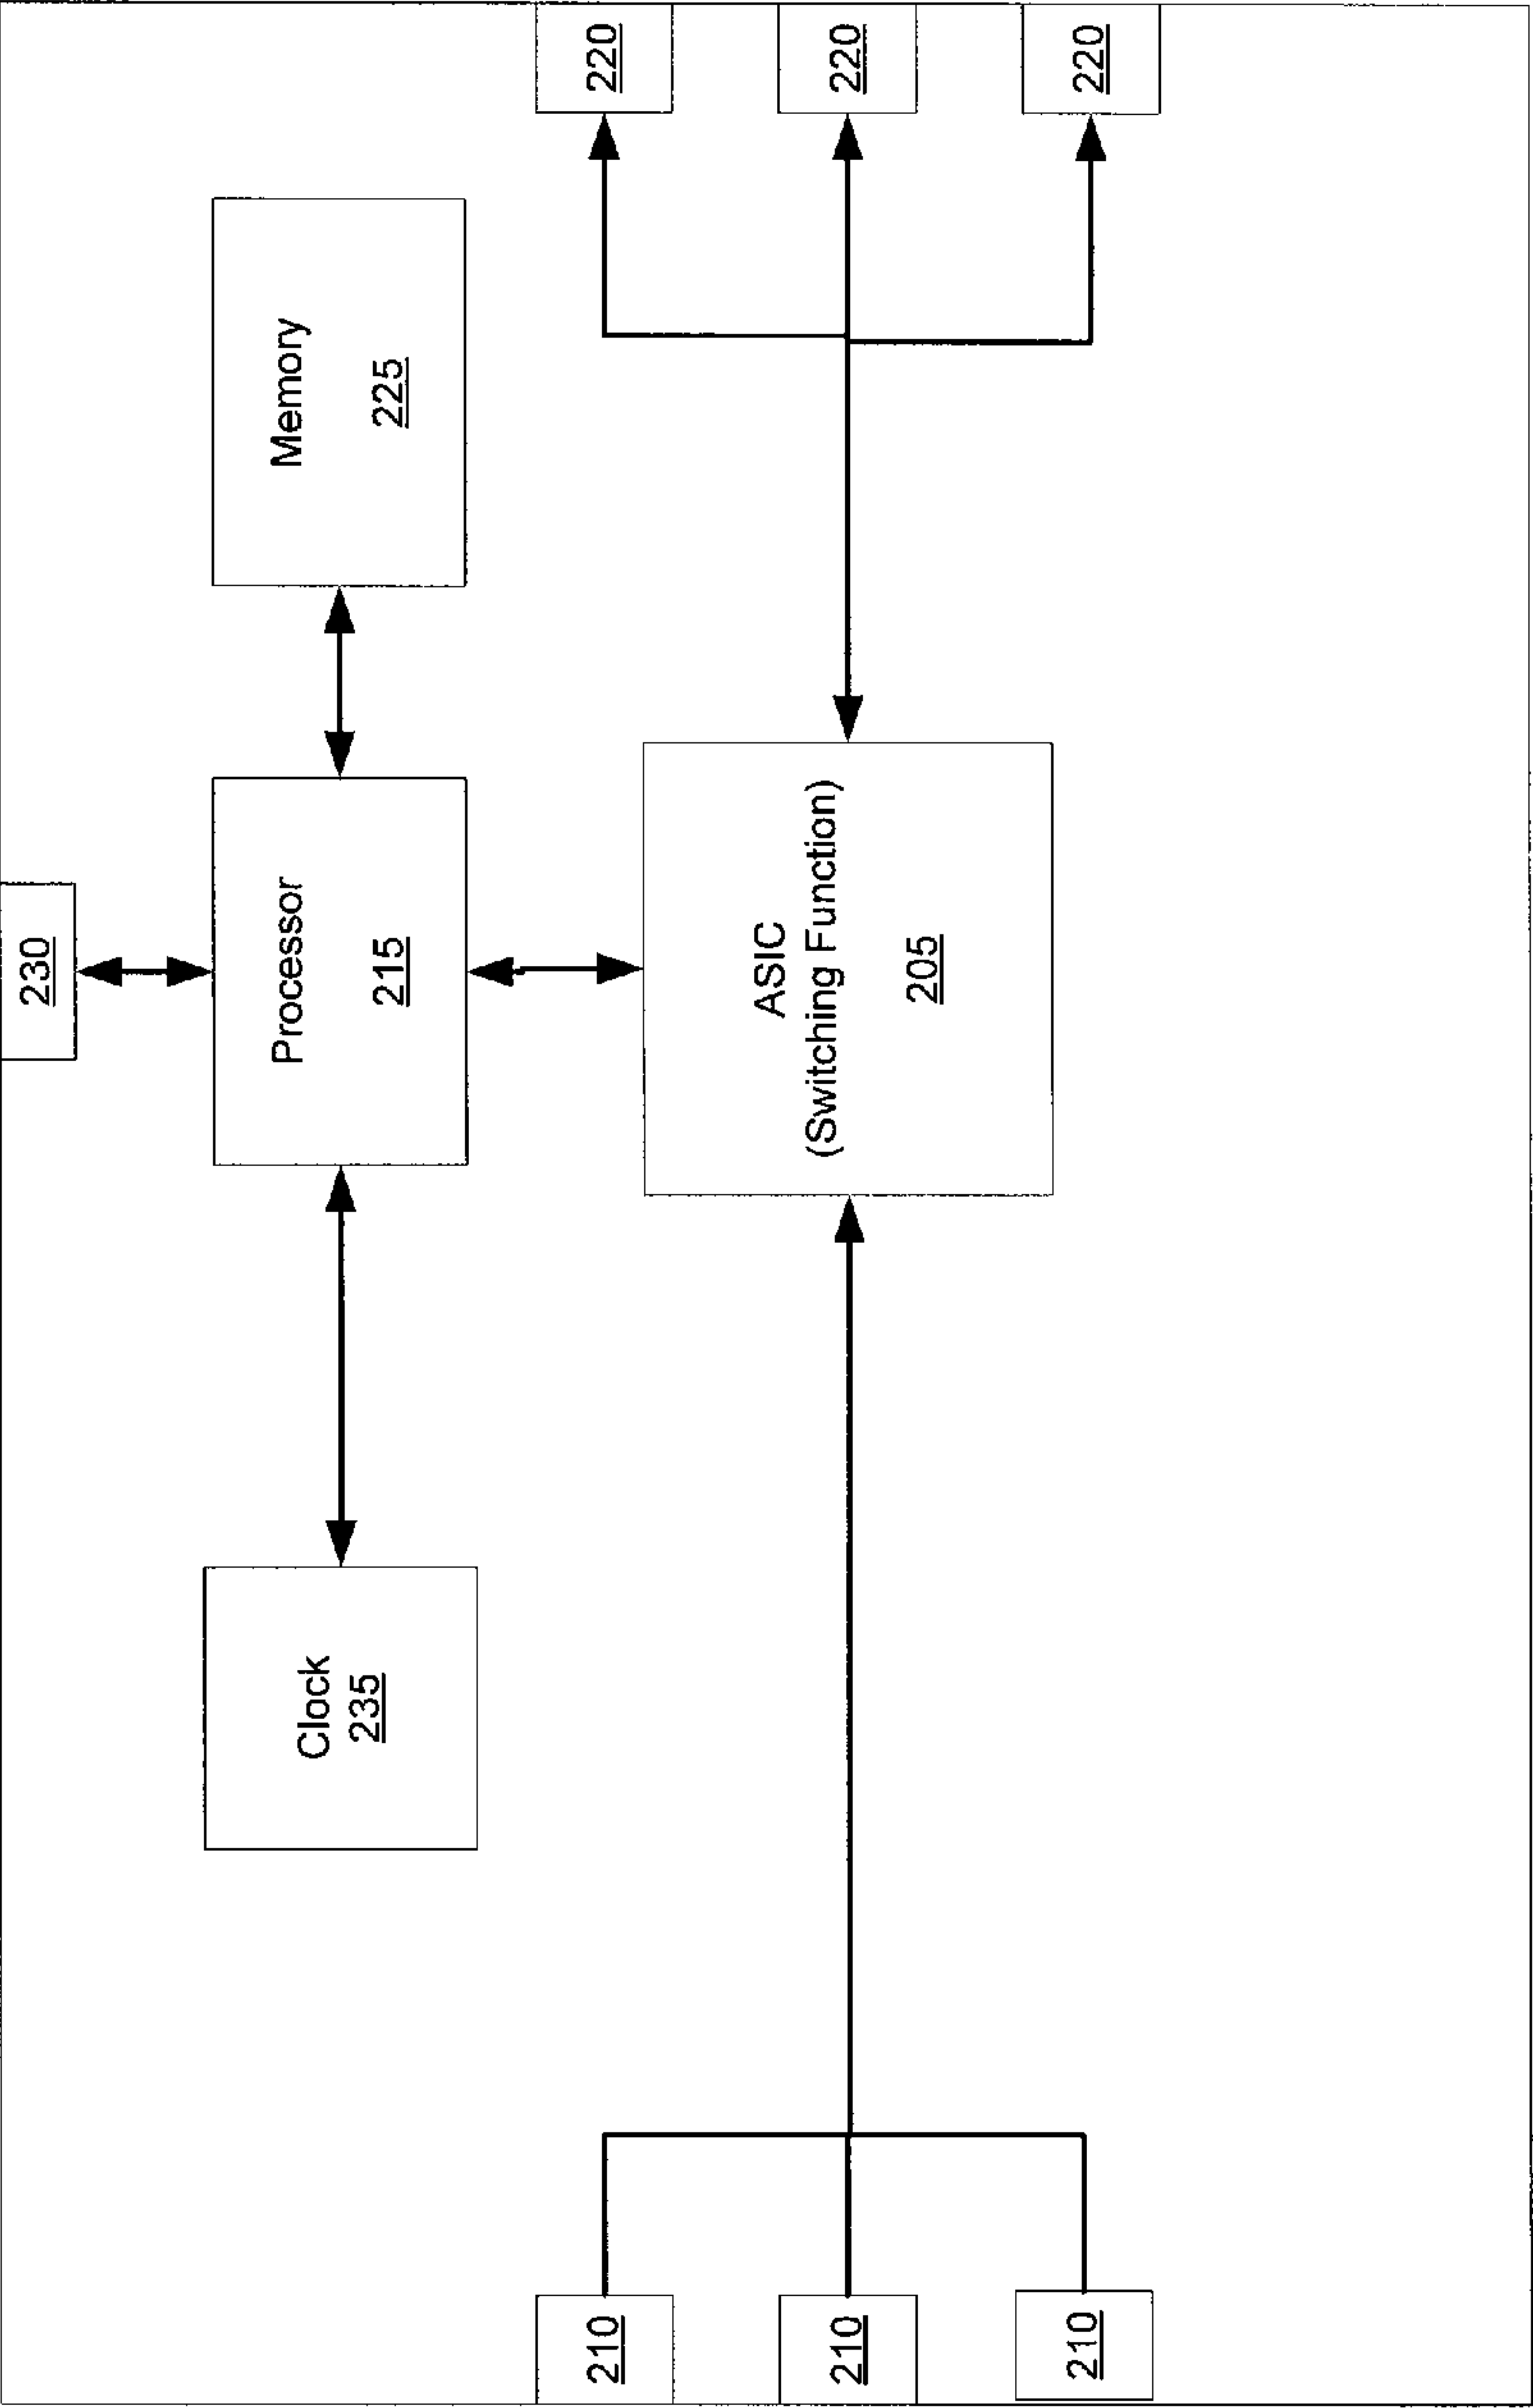 230
Clock
235
Processor
215
Memory
225
210
210
210
ASIC
(Switching Function)
205
220
220
220